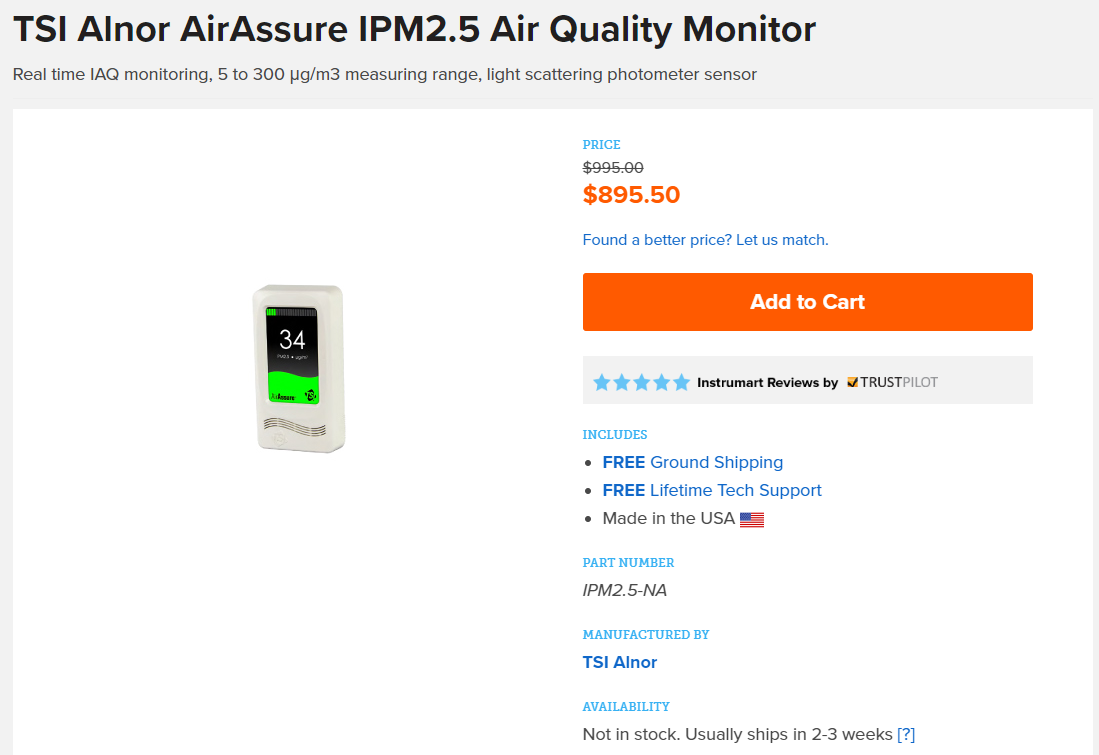 TSI Alnor AirAssure IPM2.5 Air Quality Monitor
Real time IAQ monitoring, 5 to 300 µg/m3 measuring range, light scattering photometer sensor
34
PM2.5 • µg/m³
AirAssure
TSI
PRICE
$995.00
$895.50
Found a better price? Let us match.
Add to Cart
Instrumart Reviews by TRUSTPILOT
INCLUDES
• FREE Ground Shipping
• FREE Lifetime Tech Support
• Made in the USA
PART NUMBER
IPM2.5-NA
MANUFACTURED BY
TSI Alnor
AVAILABILITY
Not in stock. Usually ships in 2-3 weeks [?]